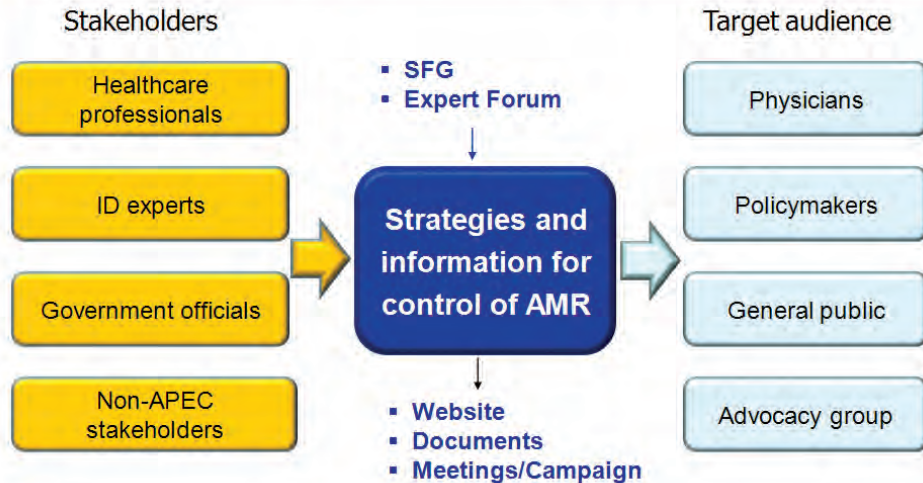 Stakeholders
Healthcare
professionals
ID experts
Government officials
Non-APEC
stakeholders
▪ SFG
▪ Expert Forum
Strategies and
information for
control of AMR
▪ Website
▪ Documents
▪ Meetings/Campaign
Target audience
Physicians
Policymakers
General public
Advocacy group